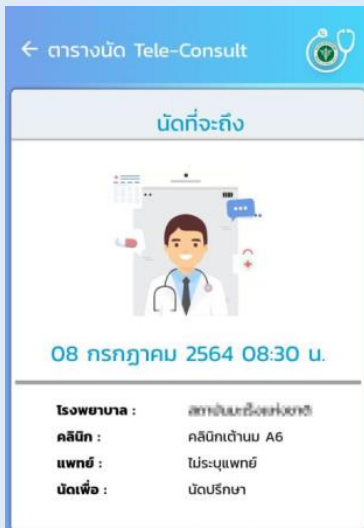 ← ตารางนัด Tele-Consult
นัดที่จะถึง
08 กรกฎาคม 2564 08:30 น.
โรงพยาบาล :
คลินิก : คลินิกเต้านม A6
แพทย์ : ไม่ระบุแพทย์
นัดเพื่อ : นัดปรึกษา